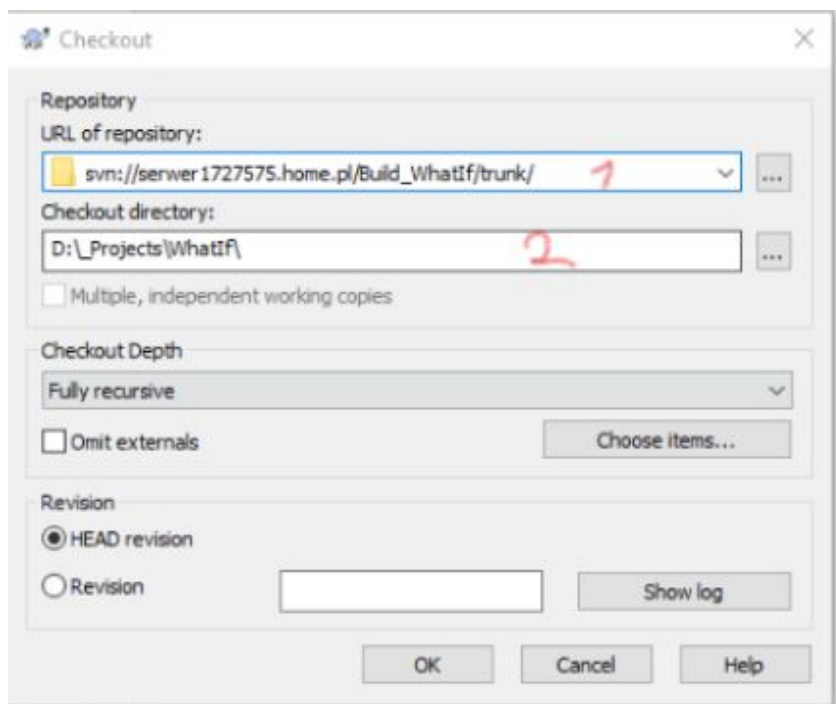 Checkout
Repository
URL of repository:
svn://serwer1727575.home.pl/Build_WhatIf/trunk/ 1
...
Checkout directory:
D:\_Projects\WhatIf\ 2
...
Multiple, independent working copies
Checkout Depth
Fully recursive
Omit externals
Choose items...
Revision
HEAD revision
Revision
Show log
OK Cancel Help